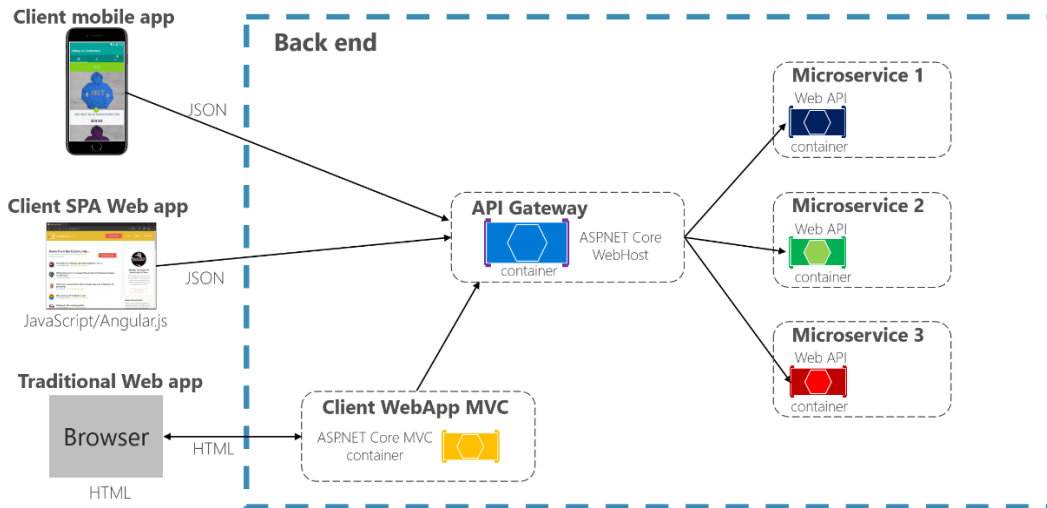 Client mobile app
Back end
JSON
Microservice 1
Web API
container
Client SPA Web app
JSON
JavaScript/Angular.js
API Gateway
ASP.NET Core
WebHost
container
Microservice 2
Web API
container
Microservice 3
Web API
container
Traditional Web app
Browser
HTML
HTML
Client WebApp MVC
ASP.NET Core MVC
container